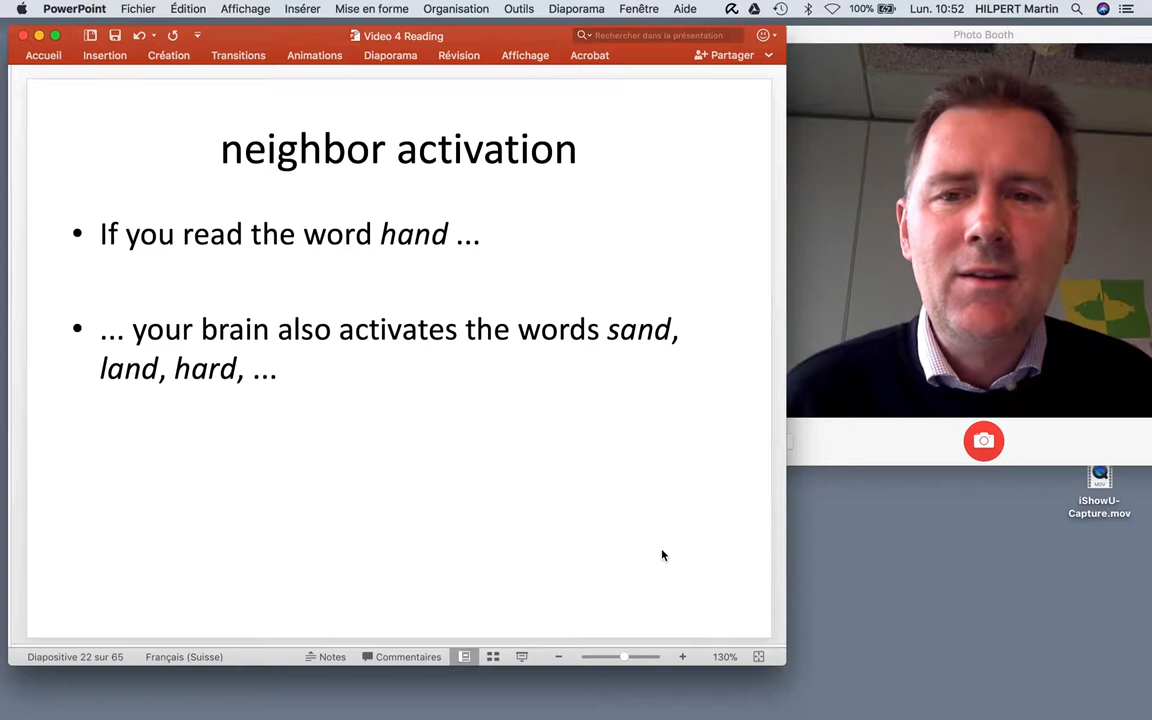 PowerPoint Fichier Édition Affichage Insérer Mise en forme Organisation Outils Diaporama Fenêtre Aide 100% Lun. 10:52 HILPERT Martin
Video 4 Reading
Rechercher dans la présentation
Photo Booth
Accueil Insertion Création Transitions Animations Diaporama Révision Affichage Acrobat Partager
neighbor activation
• If you read the word hand ...
• ... your brain also activates the words sand,
land, hard, ...
MOV
iShowU-
Capture.mov
Diapositive 22 sur 65 Français (Suisse) Notes Commentaires 130%